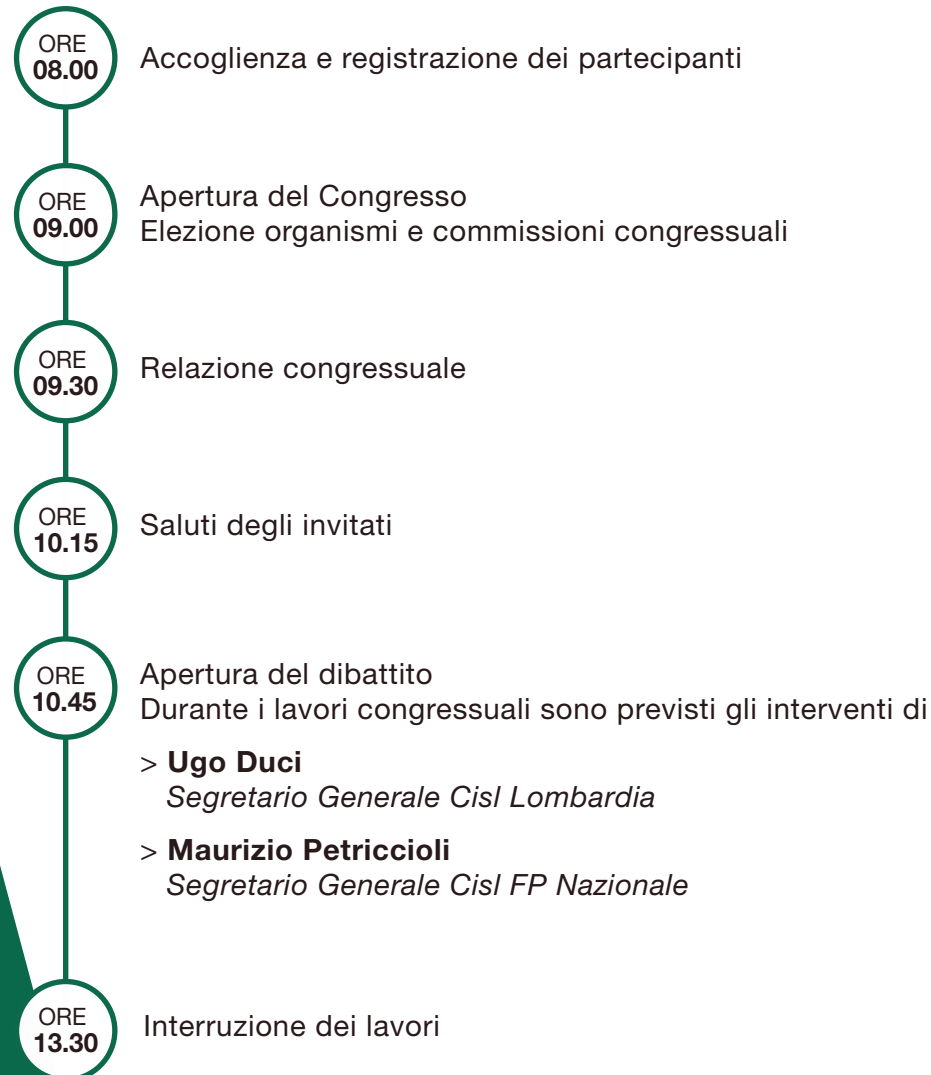 ORE
08.00
Accoglienza e registrazione dei partecipanti
ORE
09.00
Apertura del Congresso
Elezione organismi e commissioni congressuali
ORE
09.30
Relazione congressuale
ORE
10.15
Saluti degli invitati
ORE
10.45
Apertura del dibattito
Durante i lavori congressuali sono previsti gli interventi di
> Ugo Duci
Segretario Generale Cisl Lombardia
> Maurizio Petriccioli
Segretario Generale Cisl FP Nazionale
ORE
13.30
Interruzione dei lavori